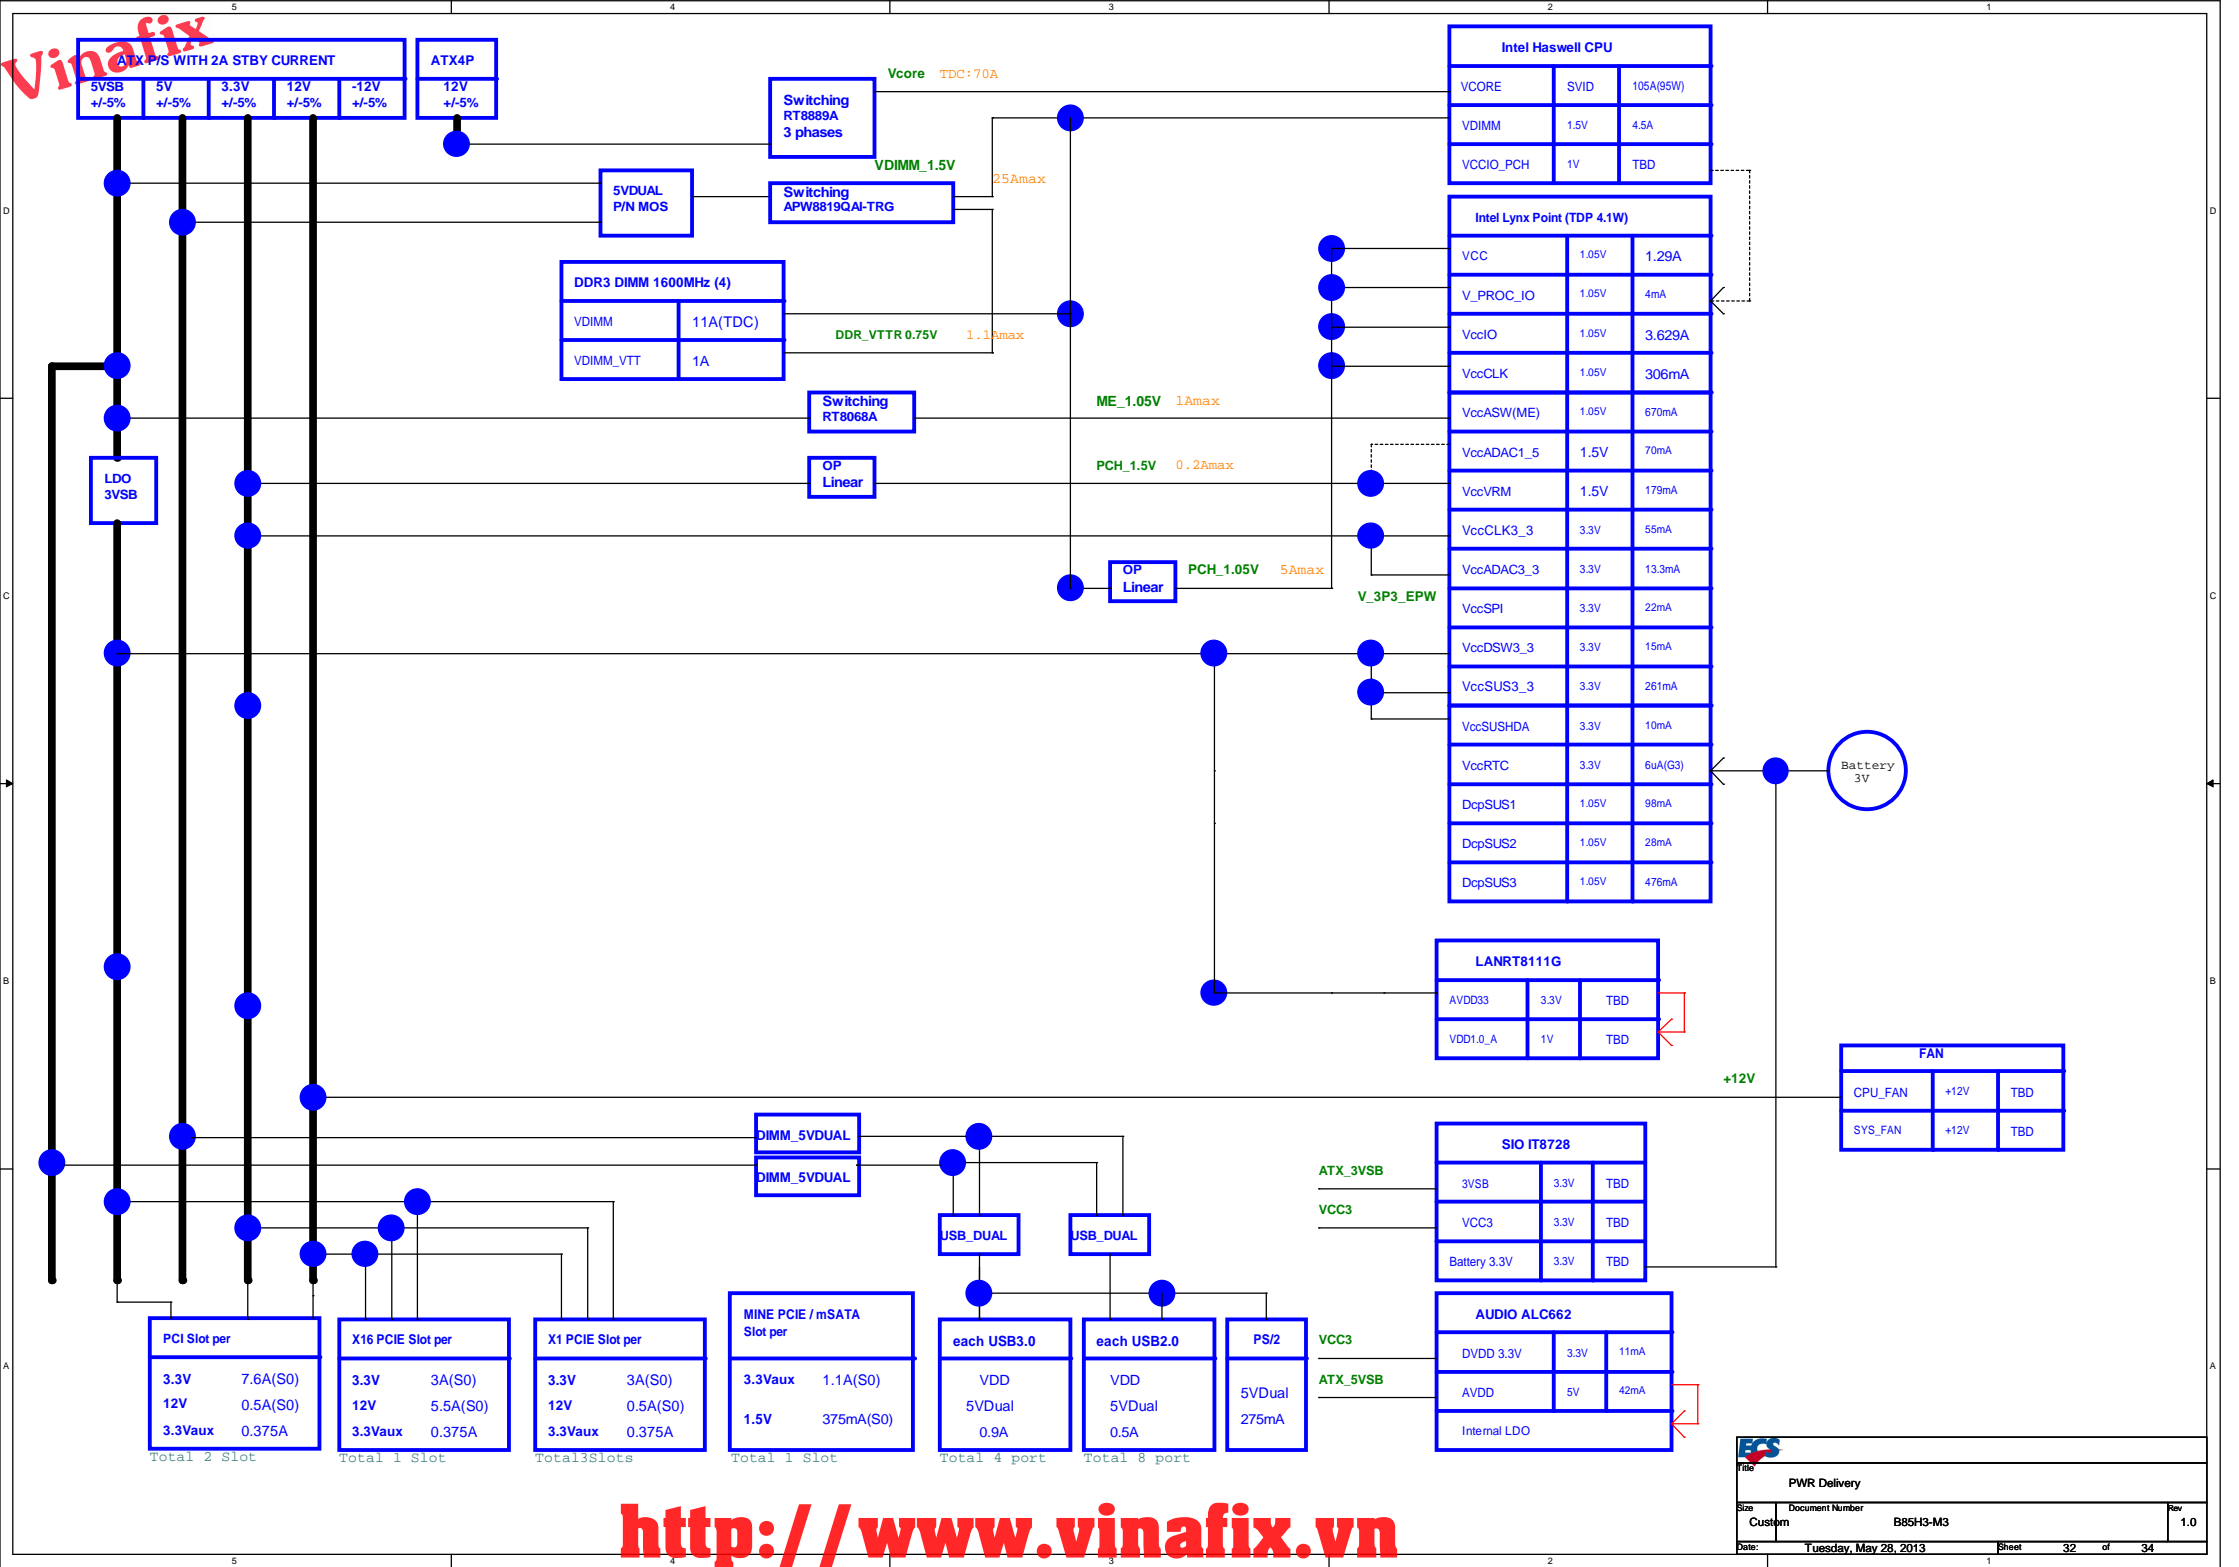 5 4 3 2 1
Vinafix
ATX P/S WITH 2A STBY CURRENT
5VSB +/-5%
5V +/-5%
3.3V +/-5%
12V +/-5%
-12V +/-5%
ATX4P
12V +/-5%
Switching
RT8889A
3 phases
Vcore TDC:70A
VDIMM_1.5V
25Amax
5VDUAL
P/N MOS
Switching
APW8819QAI-TRG
DDR3 DIMM 1600MHz (4)
VDIMM 11A(TDC)
VDIMM_VTT 1A
DDR_VTTR 0.75V 1.1Amax
Switching
RT8068A
ME_1.05V 1Amax
LDO
3VSB
OP
Linear
PCH_1.5V 0.2Amax
OP
Linear
PCH_1.05V 5Amax
V_3P3_EPW
Intel Haswell CPU
VCORE SVID 105A(95W)
VDIMM 1.5V 4.5A
VCCIO_PCH 1V TBD
Intel Lynx Point (TDP 4.1W)
VCC 1.05V 1.29A
V_PROC_IO 1.05V 4mA
VccIO 1.05V 3.629A
VccCLK 1.05V 306mA
VccASW(ME) 1.05V 670mA
VccADAC1_5 1.5V 70mA
VccVRM 1.5V 179mA
VccCLK3_3 3.3V 55mA
VccADAC3_3 3.3V 13.3mA
VccSPI 3.3V 22mA
VccDSW3_3 3.3V 15mA
VccSUS3_3 3.3V 261mA
VccSUSHDA 3.3V 10mA
VccRTC 3.3V 6uA(G3)
DcpSUS1 1.05V 98mA
DcpSUS2 1.05V 28mA
DcpSUS3 1.05V 476mA
Battery
3V
LANRT8111G
AVDD33 3.3V TBD
VDD1.0_A 1V TBD
+12V
FAN
CPU_FAN +12V TBD
SYS_FAN +12V TBD
DIMM_5VDUAL
DIMM_5VDUAL
USB_DUAL
USB_DUAL
ATX_3VSB
VCC3
SIO IT8728
3VSB 3.3V TBD
VCC3 3.3V TBD
Battery 3.3V 3.3V TBD
VCC3
ATX_5VSB
AUDIO ALC662
DVDD 3.3V 3.3V 11mA
AVDD 5V 42mA
Internal LDO
PCI Slot per
3.3V 7.6A(S0)
12V 0.5A(S0)
3.3Vaux 0.375A
Total 2 Slot
X16 PCIE Slot per
3.3V 3A(S0)
12V 5.5A(S0)
3.3Vaux 0.375A
Total 1 Slot
X1 PCIE Slot per
3.3V 3A(S0)
12V 0.5A(S0)
3.3Vaux 0.375A
Total3Slots
MINE PCIE / mSATA
Slot per
3.3Vaux 1.1A(S0)
1.5V 375mA(S0)
Total 1 Slot
each USB3.0
VDD
5VDual
0.9A
Total 4 port
each USB2.0
VDD
5VDual
0.5A
Total 8 port
PS/2
5VDual
275mA
D D
C C
B B
A A
ECS
Title
PWR Delivery
Size Document Number Rev
Custom B85H3-M3 1.0
Date: Tuesday, May 28, 2013 Sheet 32 of 34
http://www.vinafix.vn
5 4 3 2 1